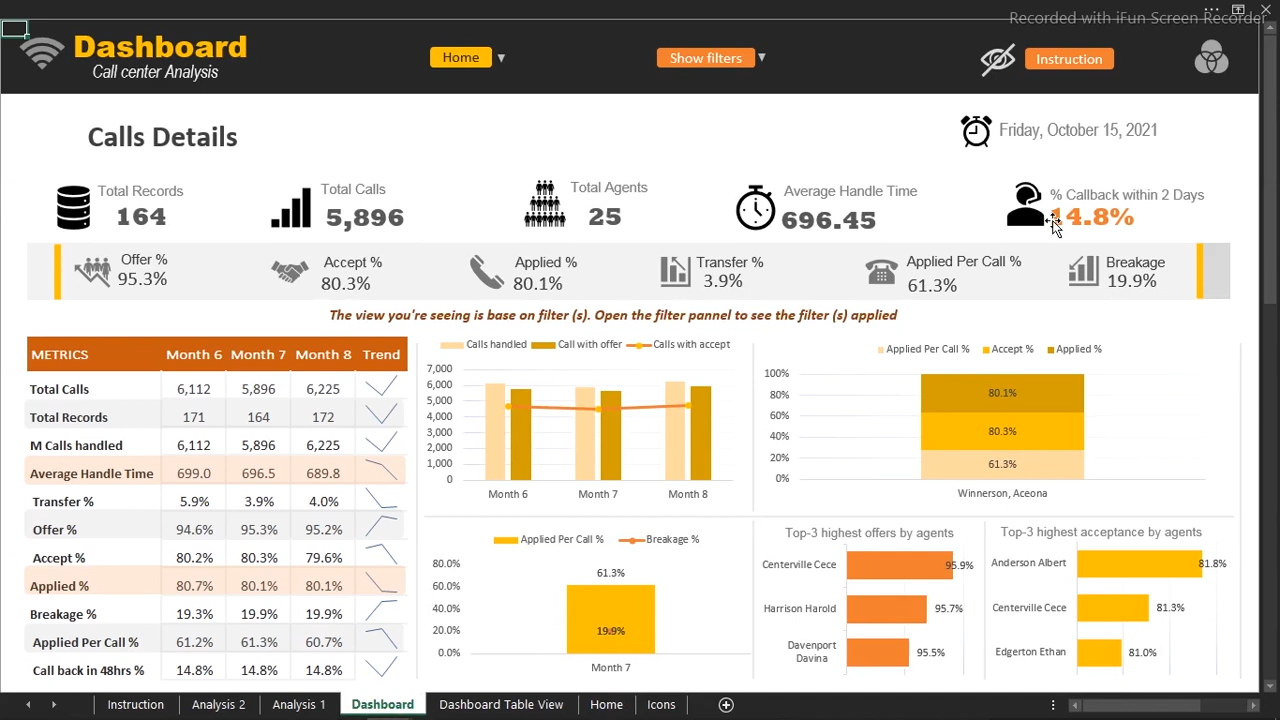 Recorded with iFun Screen Recorder
Dashboard
Call center Analysis
Home
Show filters
Instruction
Calls Details
Friday, October 15, 2021
Total Records
164
Total Calls
5,896
Total Agents
25
Average Handle Time
696.45
% Callback within 2 Days
14.8%
Offer %
95.3%
Accept %
80.3%
Applied %
80.1%
Transfer %
3.9%
Applied Per Call %
61.3%
Breakage
19.9%
The view you're seeing is base on filter (s). Open the filter pannel to see the filter (s) applied
METRICS Month 6 Month 7 Month 8 Trend
Total Calls 6,112 5,896 6,225
Total Records 171 164 172
M Calls handled 6,112 5,896 6,225
Average Handle Time 699.0 696.5 689.8
Transfer % 5.9% 3.9% 4.0%
Offer % 94.6% 95.3% 95.2%
Accept % 80.2% 80.3% 79.6%
Applied % 80.7% 80.1% 80.1%
Breakage % 19.3% 19.9% 19.9%
Applied Per Call % 61.2% 61.3% 60.7%
Call back in 48hrs % 14.8% 14.8% 14.8%
Calls handled Call with offer Calls with accept
7,000
6,000
5,000
4,000
3,000
2,000
1,000
0
Month 6 Month 7 Month 8
Applied Per Call % Accept % Applied %
100%
80%
60%
40%
20%
0%
80.1%
80.3%
61.3%
Winnerson, Aceona
Applied Per Call % Breakage %
80.0%
60.0%
40.0%
20.0%
0.0%
61.3%
19.9%
Month 7
Top-3 highest offers by agents
Centerville Cece 95.9%
Harrison Harold 95.7%
Davenport
Davina 95.5%
Top-3 highest acceptance by agents
Anderson Albert 81.8%
Centerville Cece 81.3%
Edgerton Ethan 81.0%
Instruction Analysis 2 Analysis 1 Dashboard Dashboard Table View Home Icons